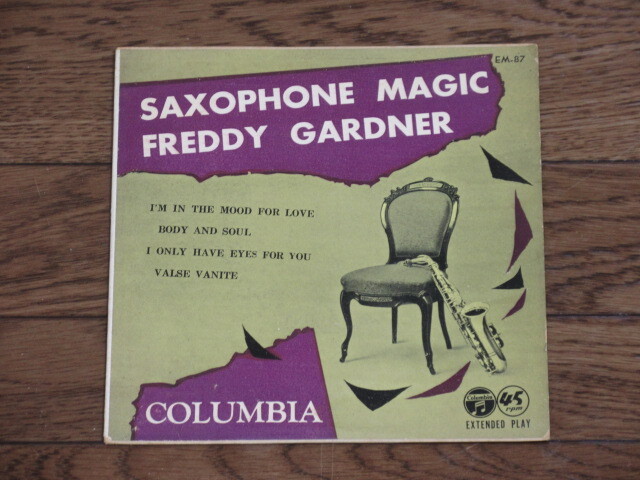 EM-87
SAXOPHONE MAGIC
FREDDY GARDNER
I'M IN THE MOOD FOR LOVE
BODY AND SOUL
I ONLY HAVE EYES FOR YOU
VALSE VANITE
COLUMBIA
Columbia
45
rpm
EXTENDED PLAY